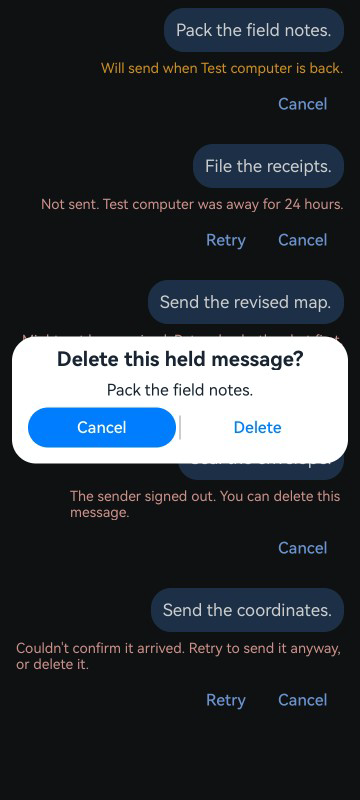 Pack the field notes.
Will send when Test computer is back.
Cancel
File the receipts.
Not sent. Test computer was away for 24 hours.
Retry Cancel
Send the revised map.
Delete this held message?
Pack the field notes.
Cancel Delete
The sender signed out. You can delete this
message.
Cancel
Send the coordinates.
Couldn't confirm it arrived. Retry to send it anyway,
or delete it.
Retry Cancel